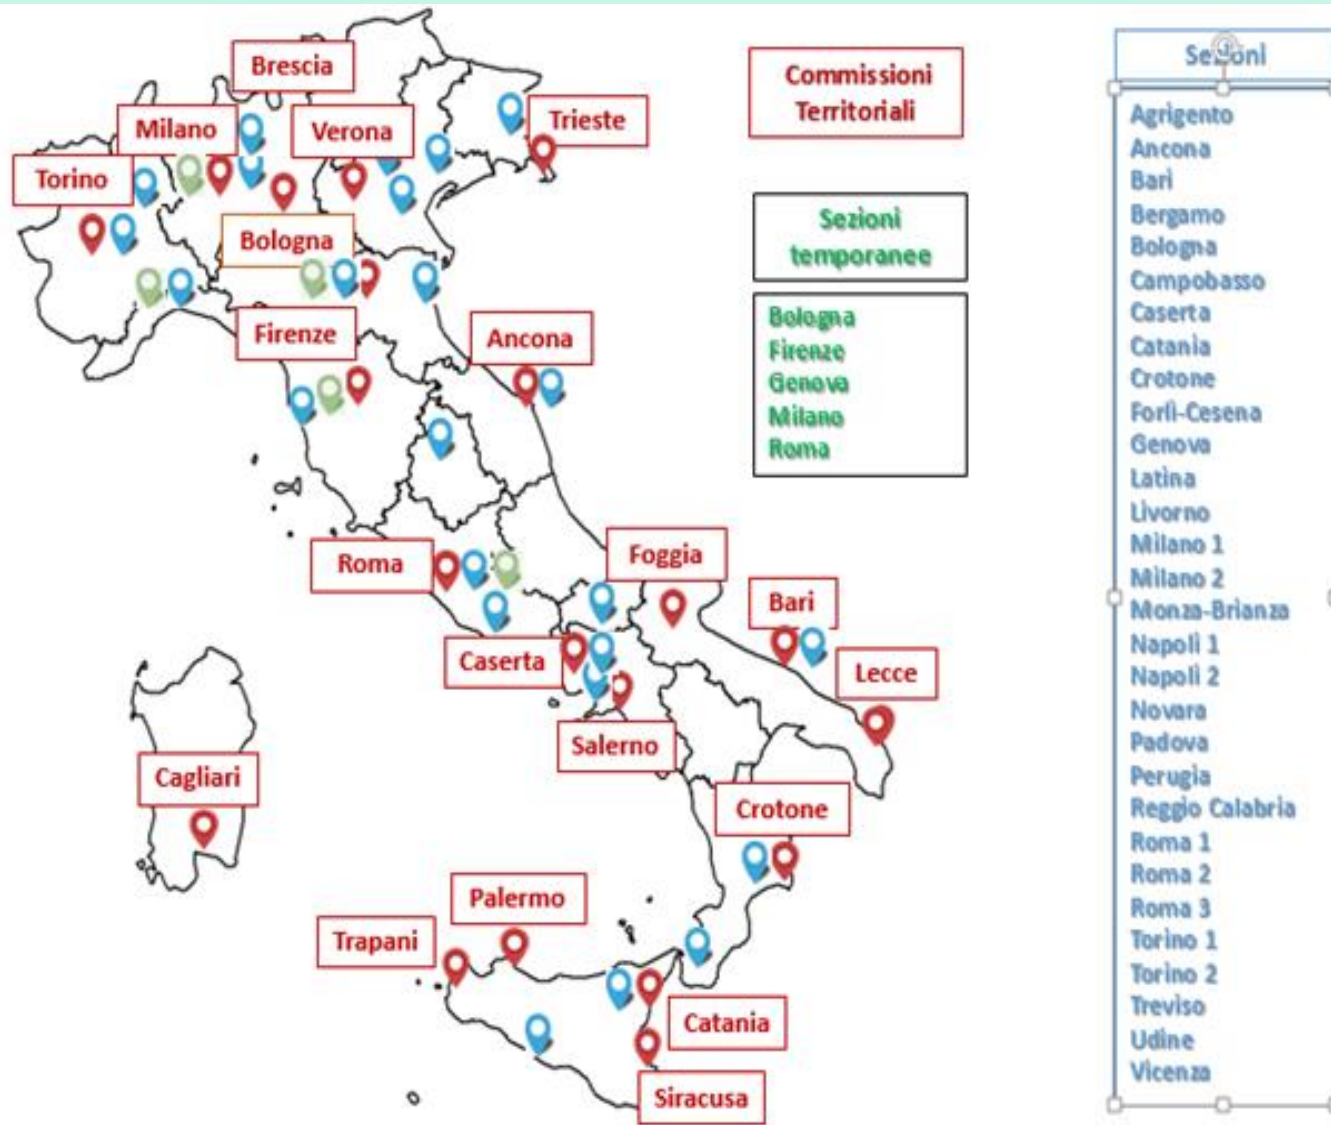 Brescia
Milano
Verona
Trieste
Torino
Bologna
Firenze
Ancona
Roma
Foggia
Bari
Caserta
Lecce
Salerno
Cagliari
Crotone
Palermo
Trapani
Catania
Siracusa
Commissioni
Territoriali
Sezioni
temporanee
Bologna
Firenze
Genova
Milano
Roma
Sezioni
Agrigento
Ancona
Bari
Bergamo
Bologna
Campobasso
Caserta
Catania
Crotone
Forlì-Cesena
Genova
Latina
Livorno
Milano 1
Milano 2
Monza-Brianza
Napoli 1
Napoli 2
Novara
Padova
Perugia
Reggio Calabria
Roma 1
Roma 2
Roma 3
Torino 1
Torino 2
Treviso
Udine
Vicenza